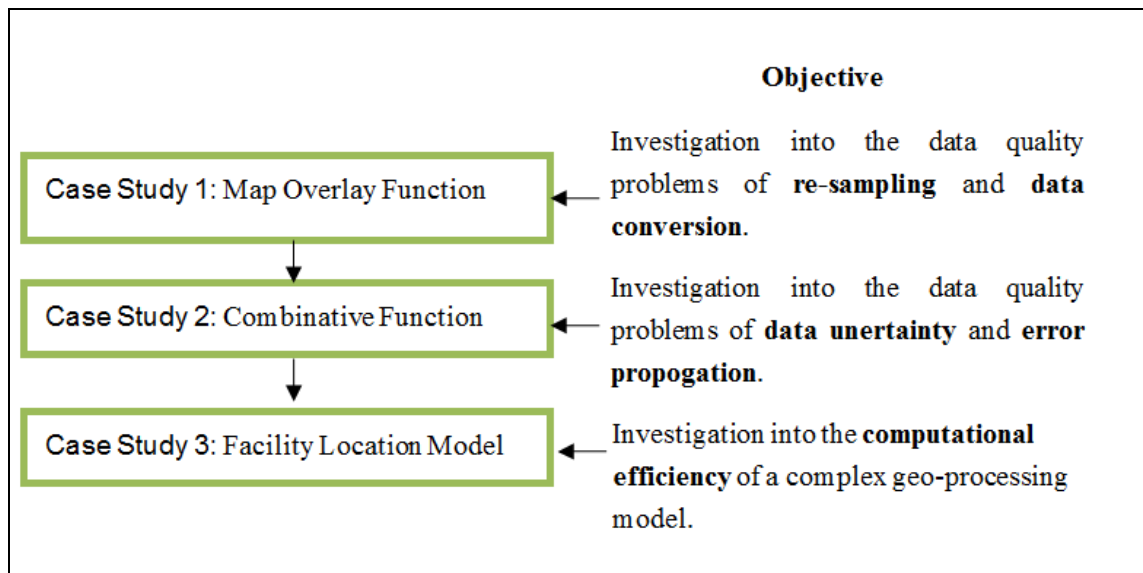 Objective
Case Study 1: Map Overlay Function
Investigation into the data quality
problems of re-sampling and data
conversion.
Case Study 2: Combinative Function
Investigation into the data quality
problems of data unertainty and error
propogation.
Case Study 3: Facility Location Model
Investigation into the computational
efficiency of a complex geo-processing
model.